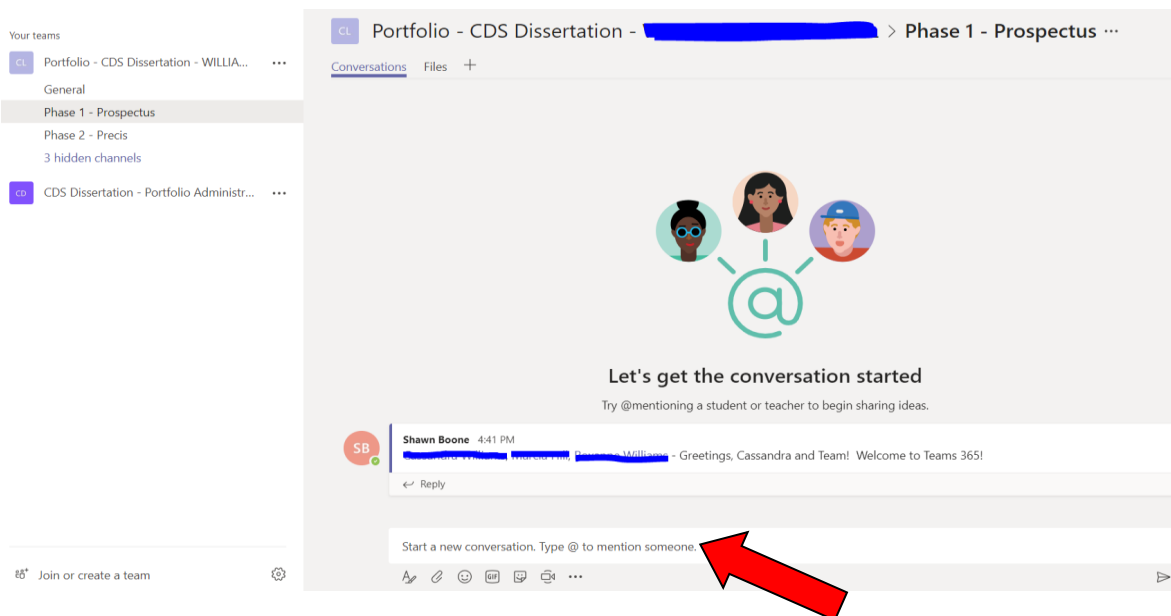 Your teams
CL Portfolio - CDS Dissertation - WILLIA... ...
General
Phase 1 - Prospectus
Phase 2 - Precis
3 hidden channels
CD CDS Dissertation - Portfolio Administr... ...
Join or create a team
CL Portfolio - CDS Dissertation - > Phase 1 - Prospectus ...
Conversations Files +
@
Let's get the conversation started
Try @mentioning a student or teacher to begin sharing ideas.
SB Shawn Boone 4:41 PM
- Greetings, Cassandra and Team! Welcome to Teams 365!
Reply
Start a new conversation. Type @ to mention someone.
GIF ...